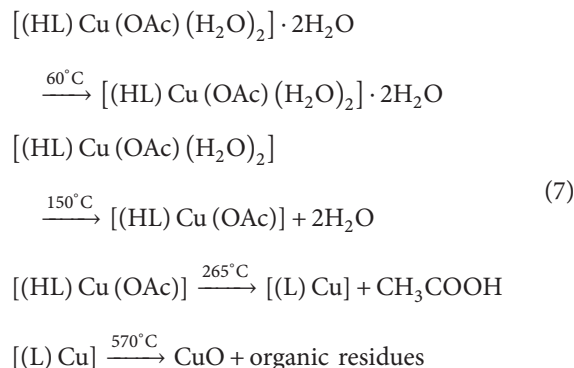 [(HL) Cu (OAc) (H₂O)₂] · 2H₂O
60°C
⟶ [(HL) Cu (OAc) (H₂O)₂] · 2H₂O
[(HL) Cu (OAc) (H₂O)₂]
150°C
⟶ [(HL) Cu (OAc)] + 2H₂O
(7)
[(HL) Cu (OAc)] 265°C ⟶ [(L) Cu] + CH₃COOH
[(L) Cu] 570°C ⟶ CuO + organic residues